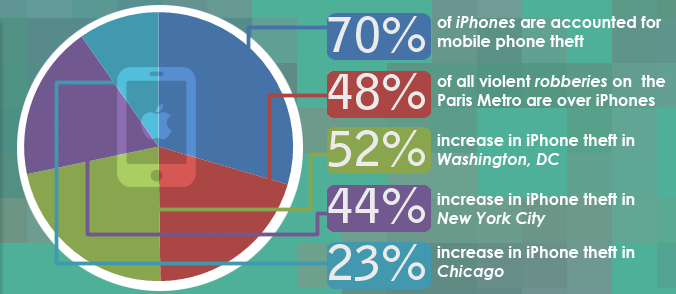 70%
of iPhones are accounted for
mobile phone theft
48%
of all violent robberies on the
Paris Metro are over iPhones
52%
increase in iPhone theft in
Washington, DC
44%
increase in iPhone theft in
New York City
23%
increase in iPhone theft in
Chicago